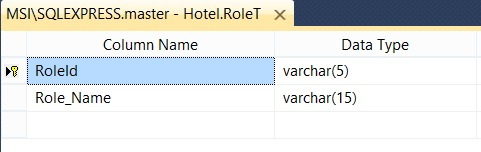 MSI\SQLEXPRESS.master - Hotel.RoleT
Column Name Data Type
RoleId varchar(5)
Role_Name varchar(15)